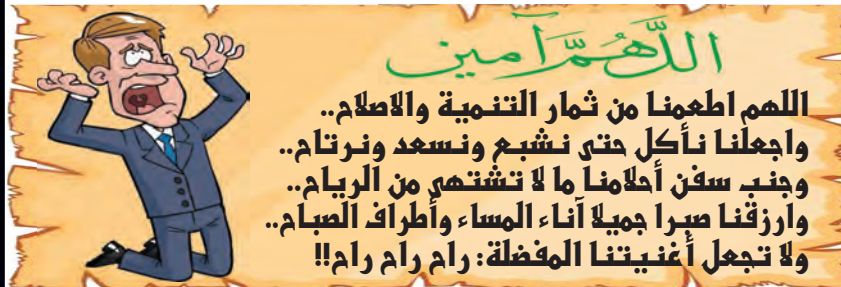 اللَّهُمَّ آمين
اللهم اطعمنا من ثمار التنمية والاصلاح..
واجعلنا نأكل حتى نشبع ونسعد ونرتاح..
وجنب سفن أحلامنا ما لا تشتهي من الرياح..
وارزقنا صبرا جميلا آناء المساء وأطراف الصباح..
ولا تجعل أغنيتنا المفضلة: راح راح راح!!